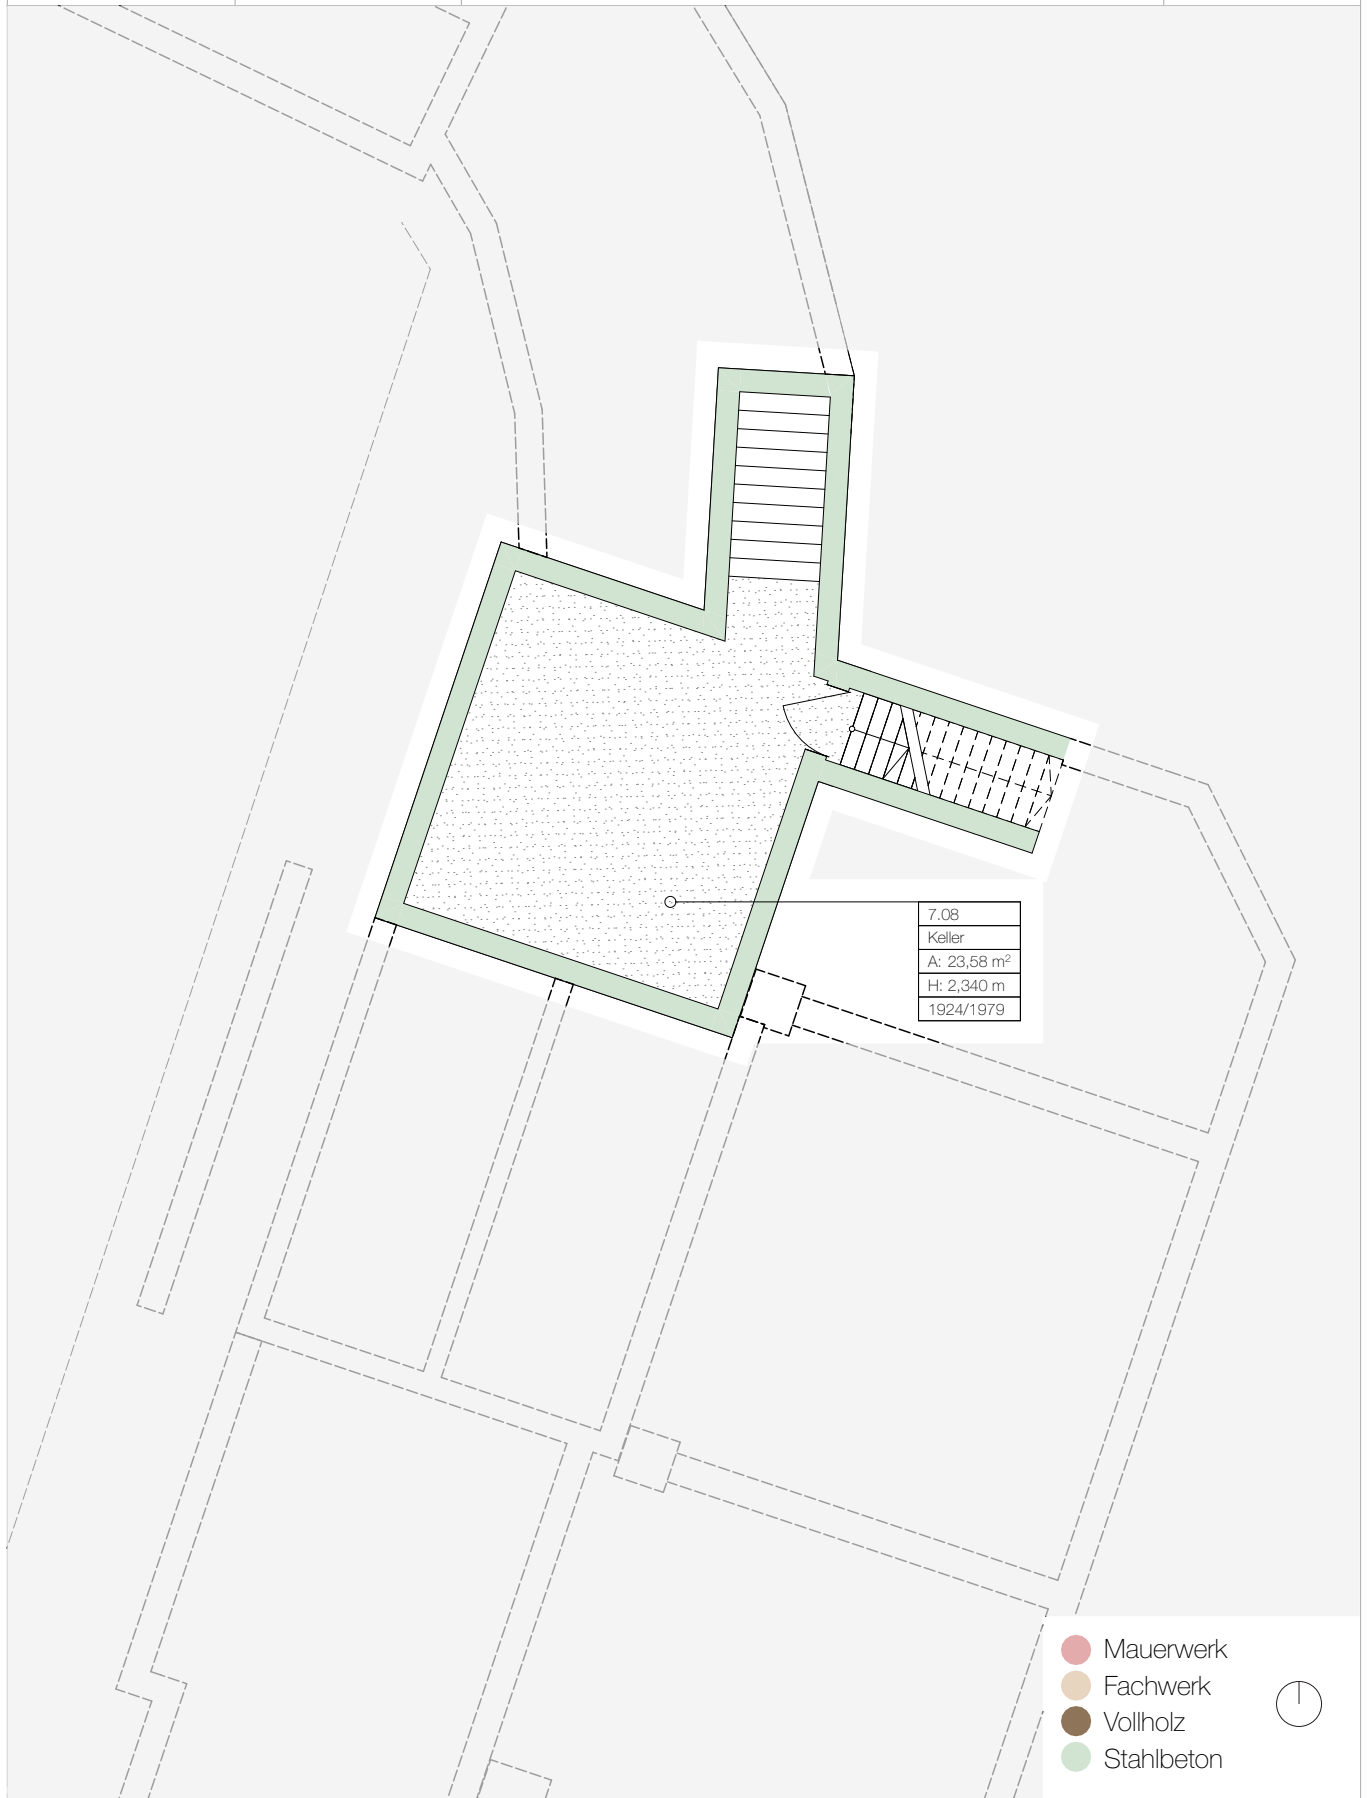 7.08
Keller
A: 23,58 m²
H: 2,340 m
1924/1979
Mauerwerk
Fachwerk
Vollholz
Stahlbeton